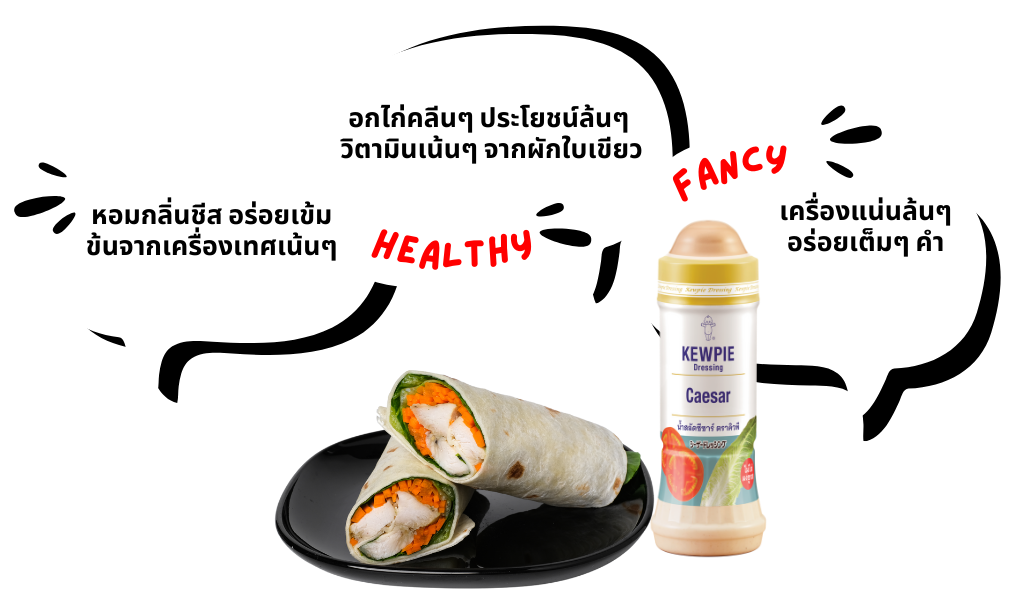 อกไก่คลีนๆ ประโยชน์ล้นๆ
วิตามินเน้นๆ จากผักใบเขียว
FANCY
หอมกลิ่นชีส อร่อยเข้ม
ข้นจากเครื่องเทศเน้นๆ
HEALTHY
เครื่องแน่นล้นๆ
อร่อยเต็มๆ คำ
Kewpie Dressing
KEWPIE
Dressing
Caesar
น้ำสลัดซีซาร์ ตราคิวพี